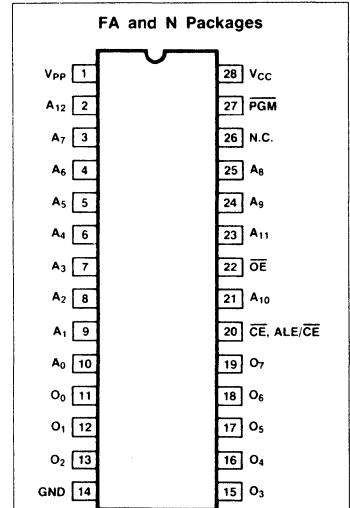 FA and N Packages
VPP 1 28 VCC
A12 2 27 PGM
A7 3 26 N.C.
A6 4 25 A8
A5 5 24 A9
A4 6 23 A11
A3 7 22 OE
A2 8 21 A10
A1 9 20 CE, ALE/CE
A0 10 19 O7
O0 11 18 O6
O1 12 17 O5
O2 13 16 O4
GND 14 15 O3